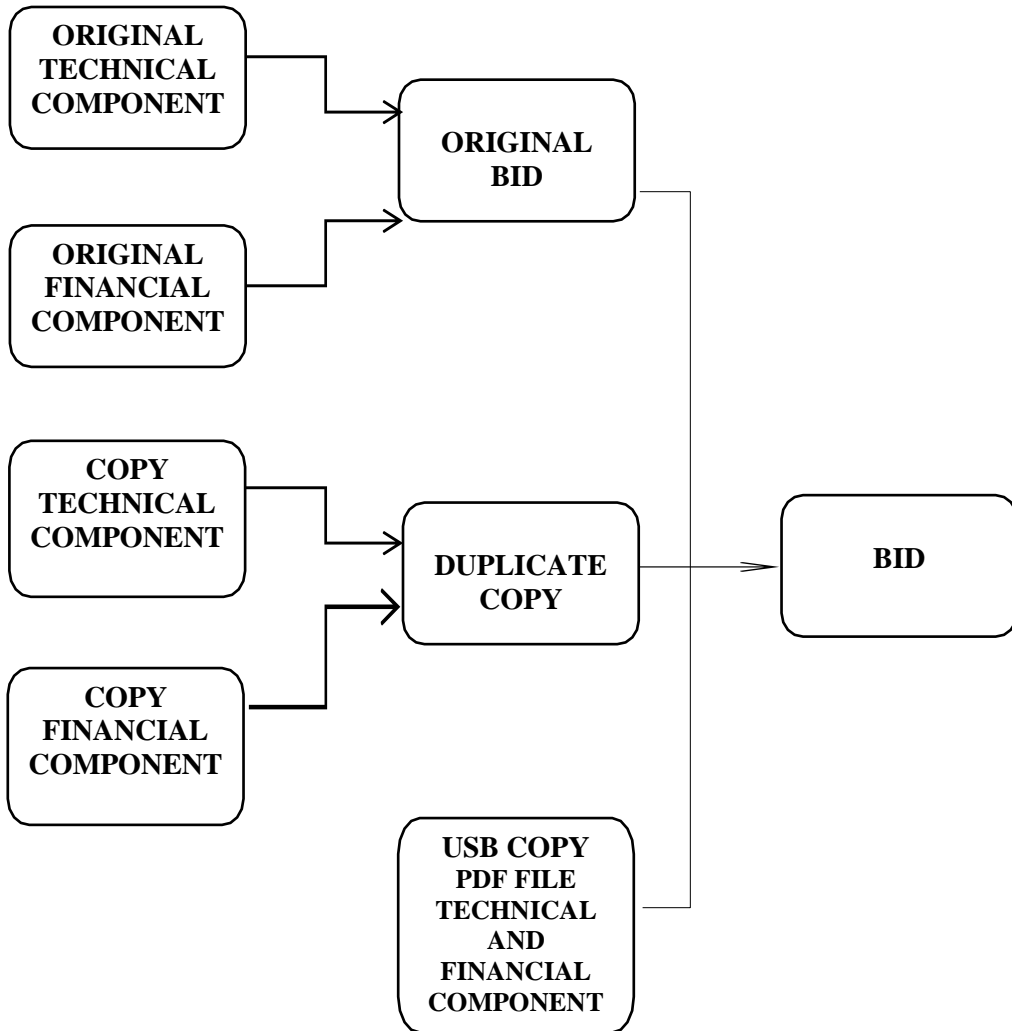 ORIGINAL
TECHNICAL
COMPONENT
ORIGINAL
BID
ORIGINAL
FINANCIAL
COMPONENT
COPY
TECHNICAL
COMPONENT
DUPLICATE
COPY
BID
COPY
FINANCIAL
COMPONENT
USB COPY
PDF FILE
TECHNICAL
AND
FINANCIAL
COMPONENT